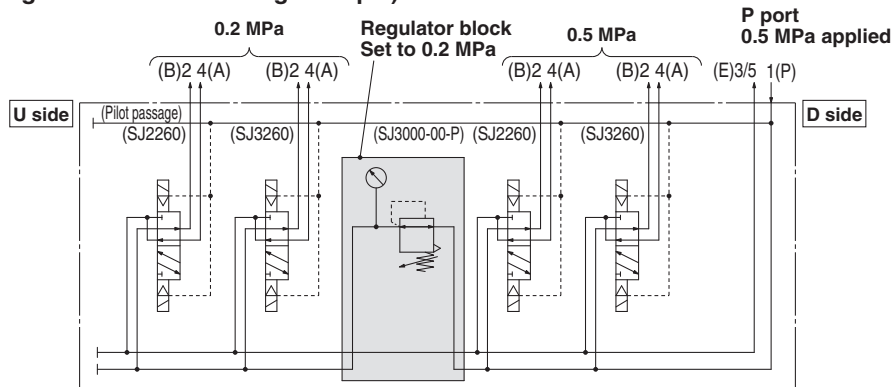 Regulator block
Set to 0.2 MPa
P port
0.5 MPa applied
0.2 MPa
0.5 MPa
(B)2 4(A)
(B)2 4(A)
(B)2 4(A)
(B)2 4(A)
(E)3/5 1(P)
U side
D side
(Pilot passage)
(SJ2260)
(SJ3260)
(SJ3000-00-P)
(SJ2260)
(SJ3260)